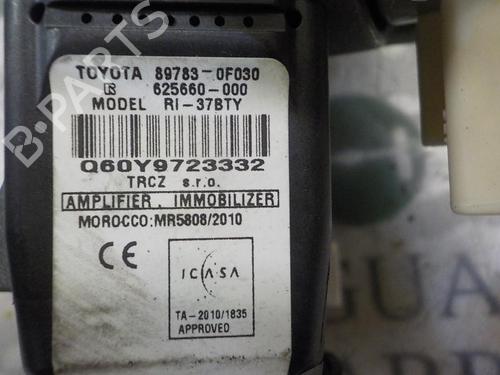 TOYOTA 89783-0F030
625660-000
MODEL RI-37BTY
Q60Y9723332
TRCZ s.r.o.
AMPLIFIER, IMMOBILIZER
MOROCCO:MR5808/2010
CE
ICASA
TA-2010/1835
APPROVED